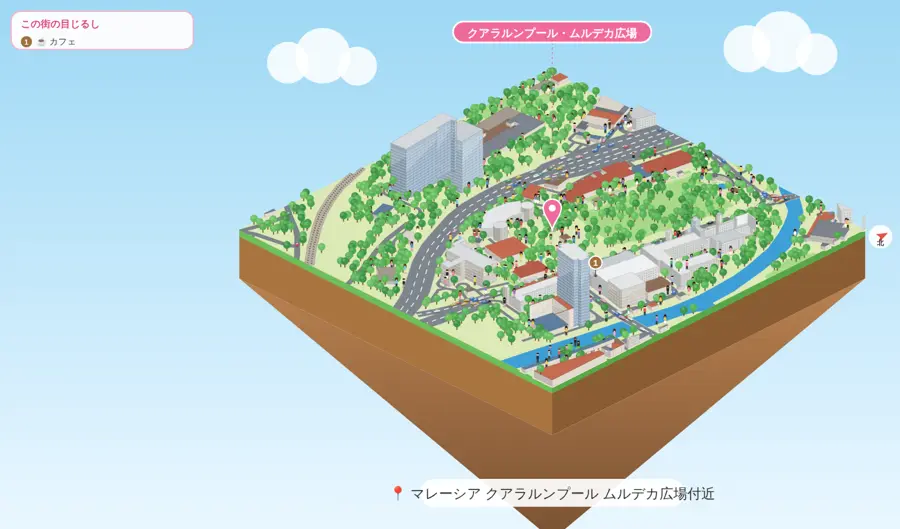 この街の目じるし
1 ☕ カフェ
クアラルンプール・ムルデカ広場
1
北
📍 マレーシア クアラルンプール ムルデカ広場付近